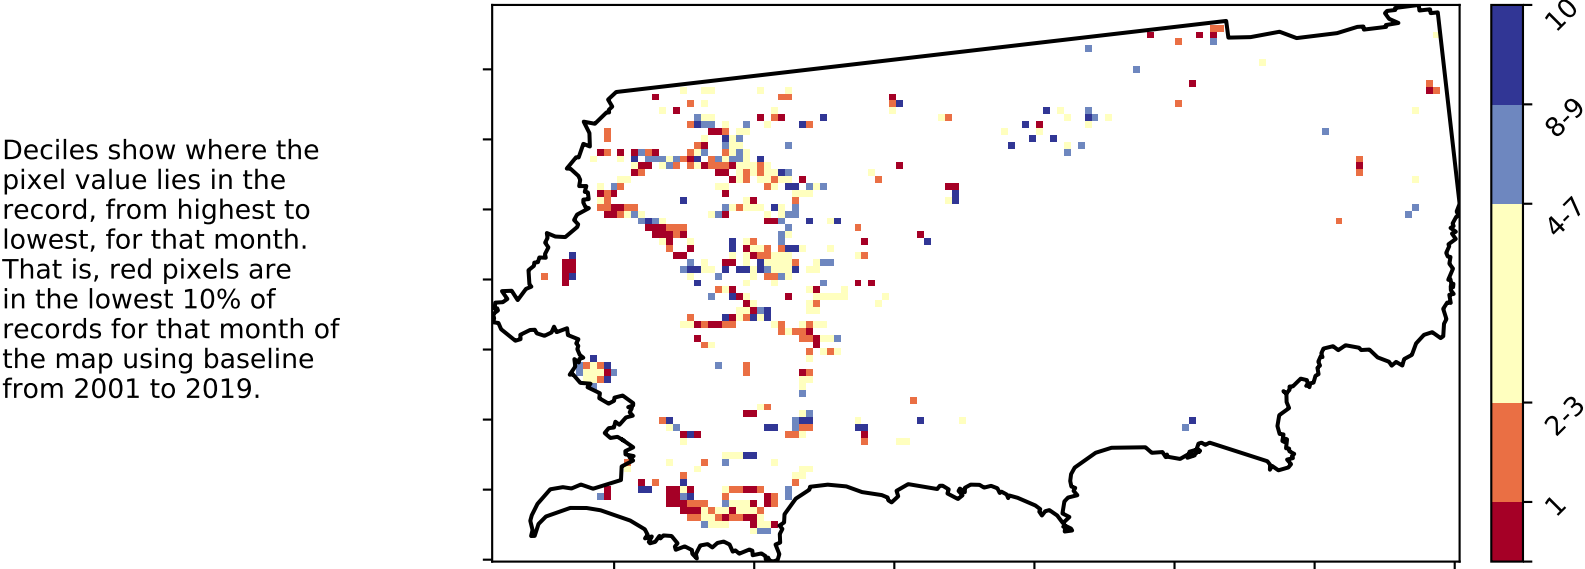 Deciles show where the
pixel value lies in the
record, from highest to
lowest, for that month.
That is, red pixels are
in the lowest 10% of
records for that month of
the map using baseline
from 2001 to 2019.
10
8-9
4-7
2-3
1